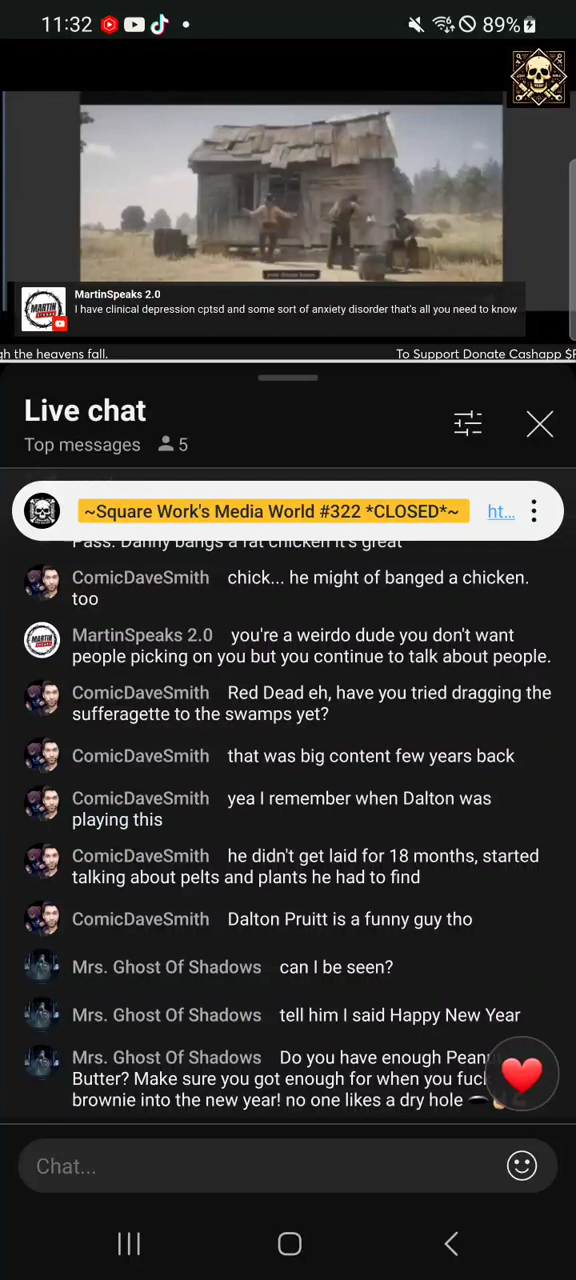 11:32
89%
your dream home.
MartinSpeaks 2.0
I have clinical depression cptsd and some sort of anxiety disorder that's all you need to know
gh the heavens fall.
To Support Donate Cashapp $
Live chat
Top messages 5
~Square Work's Media World #322 *CLOSED*~ ht...
Pass. Danny bangs a fat chicken it's great
ComicDaveSmith chick... he might of banged a chicken.
too
MartinSpeaks 2.0 you're a weirdo dude you don't want
people picking on you but you continue to talk about people.
ComicDaveSmith Red Dead eh, have you tried dragging the
sufferagette to the swamps yet?
ComicDaveSmith that was big content few years back
ComicDaveSmith yea I remember when Dalton was
playing this
ComicDaveSmith he didn't get laid for 18 months, started
talking about pelts and plants he had to find
ComicDaveSmith Dalton Pruitt is a funny guy tho
Mrs. Ghost Of Shadows can I be seen?
Mrs. Ghost Of Shadows tell him I said Happy New Year
Mrs. Ghost Of Shadows Do you have enough Pean
Butter? Make sure you got enough for when you fuc
brownie into the new year! no one likes a dry hole
Chat...